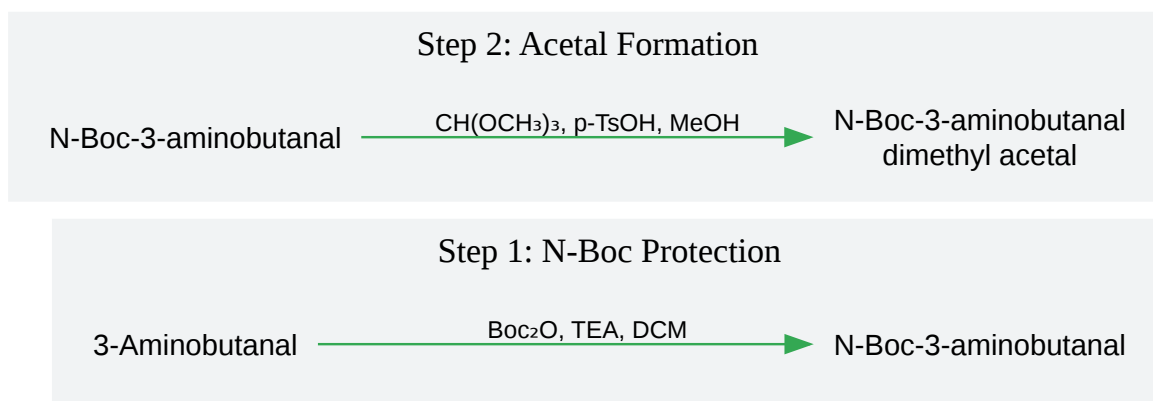 Step 2: Acetal Formation
N-Boc-3-aminobutanal
CH(OCH₃)₃, p-TsOH, MeOH
N-Boc-3-aminobutanal
dimethyl acetal
Step 1: N-Boc Protection
3-Aminobutanal
Boc₂O, TEA, DCM
N-Boc-3-aminobutanal